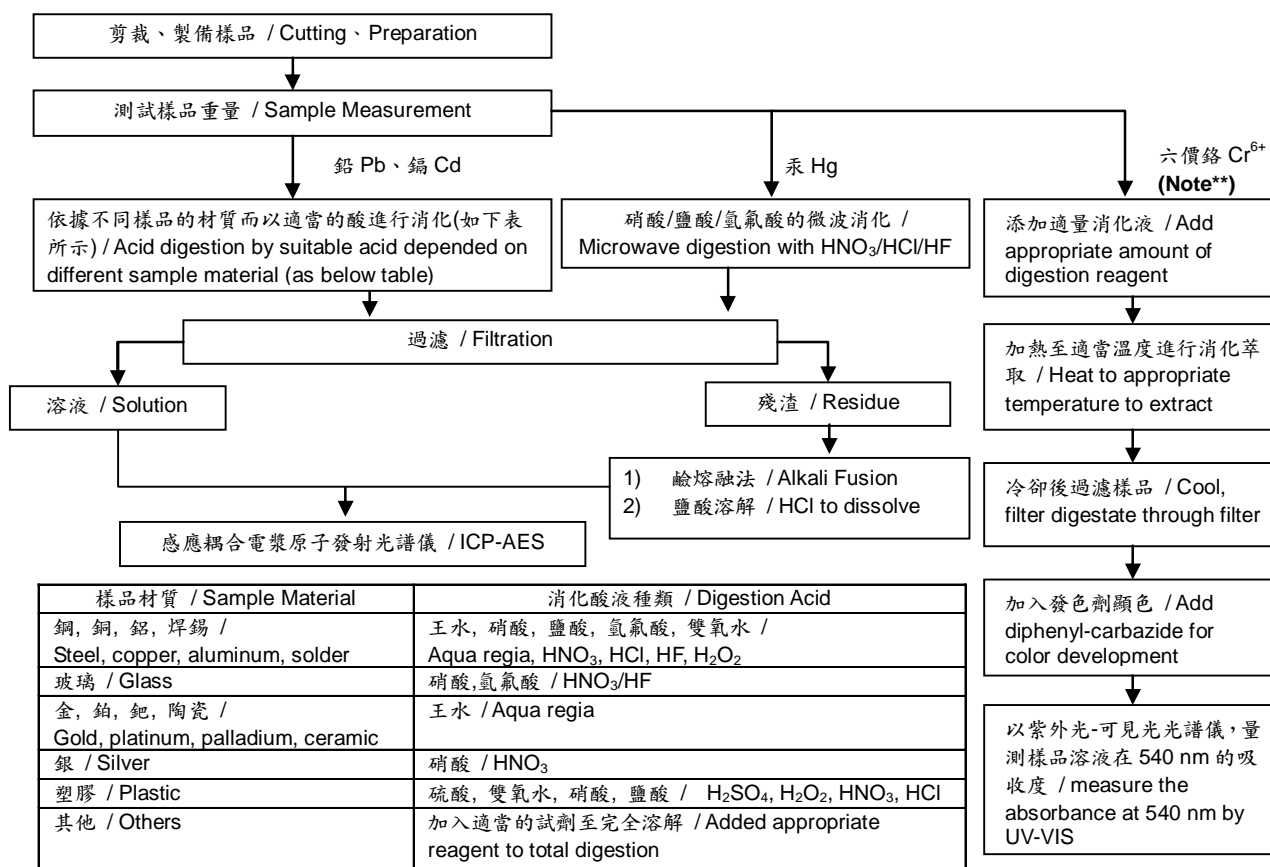 剪裁、製備樣品 / Cutting、Preparation
測試樣品重量 / Sample Measurement
鉛 Pb、鎘 Cd
汞 Hg
六價鉻 Cr⁶⁺
(Note**)
依據不同樣品的材質而以適當的酸進行消化(如下表
所示) / Acid digestion by suitable acid depended on
different sample material (as below table)
硝酸/鹽酸/氫氟酸的微波消化 /
Microwave digestion with HNO₃/HCl/HF
添加適量消化液 / Add
appropriate amount of
digestion reagent
過濾 / Filtration
加熱至適當溫度進行消化萃
取 / Heat to appropriate
temperature to extract
溶液 / Solution
殘渣 / Residue
1) 鹼熔融法 / Alkali Fusion
2) 鹽酸溶解 / HCl to dissolve
冷卻後過濾樣品 / Cool,
filter digestate through filter
感應耦合電漿原子發射光譜儀 / ICP-AES
加入發色劑顯色 / Add
diphenyl-carbazide for
color development
以紫外光-可見光光譜儀，量
測樣品溶液在 540 nm 的吸
收度 / measure the
absorbance at 540 nm by
UV-VIS
樣品材質 / Sample Material 消化酸液種類 / Digestion Acid
鋼, 銅, 鋁, 焊錫 / 王水, 硝酸, 鹽酸, 氫氟酸, 雙氧水 /
Steel, copper, aluminum, solder Aqua regia, HNO₃, HCl, HF, H₂O₂
玻璃 / Glass 硝酸,氫氟酸 / HNO₃/HF
金, 鉑, 鈀, 陶瓷 / 王水 / Aqua regia
Gold, platinum, palladium, ceramic
銀 / Silver 硝酸 / HNO₃
塑膠 / Plastic 硫酸, 雙氧水, 硝酸, 鹽酸 / H₂SO₄, H₂O₂, HNO₃, HCl
其他 / Others 加入適當的試劑至完全溶解 / Added appropriate
reagent to total digestion